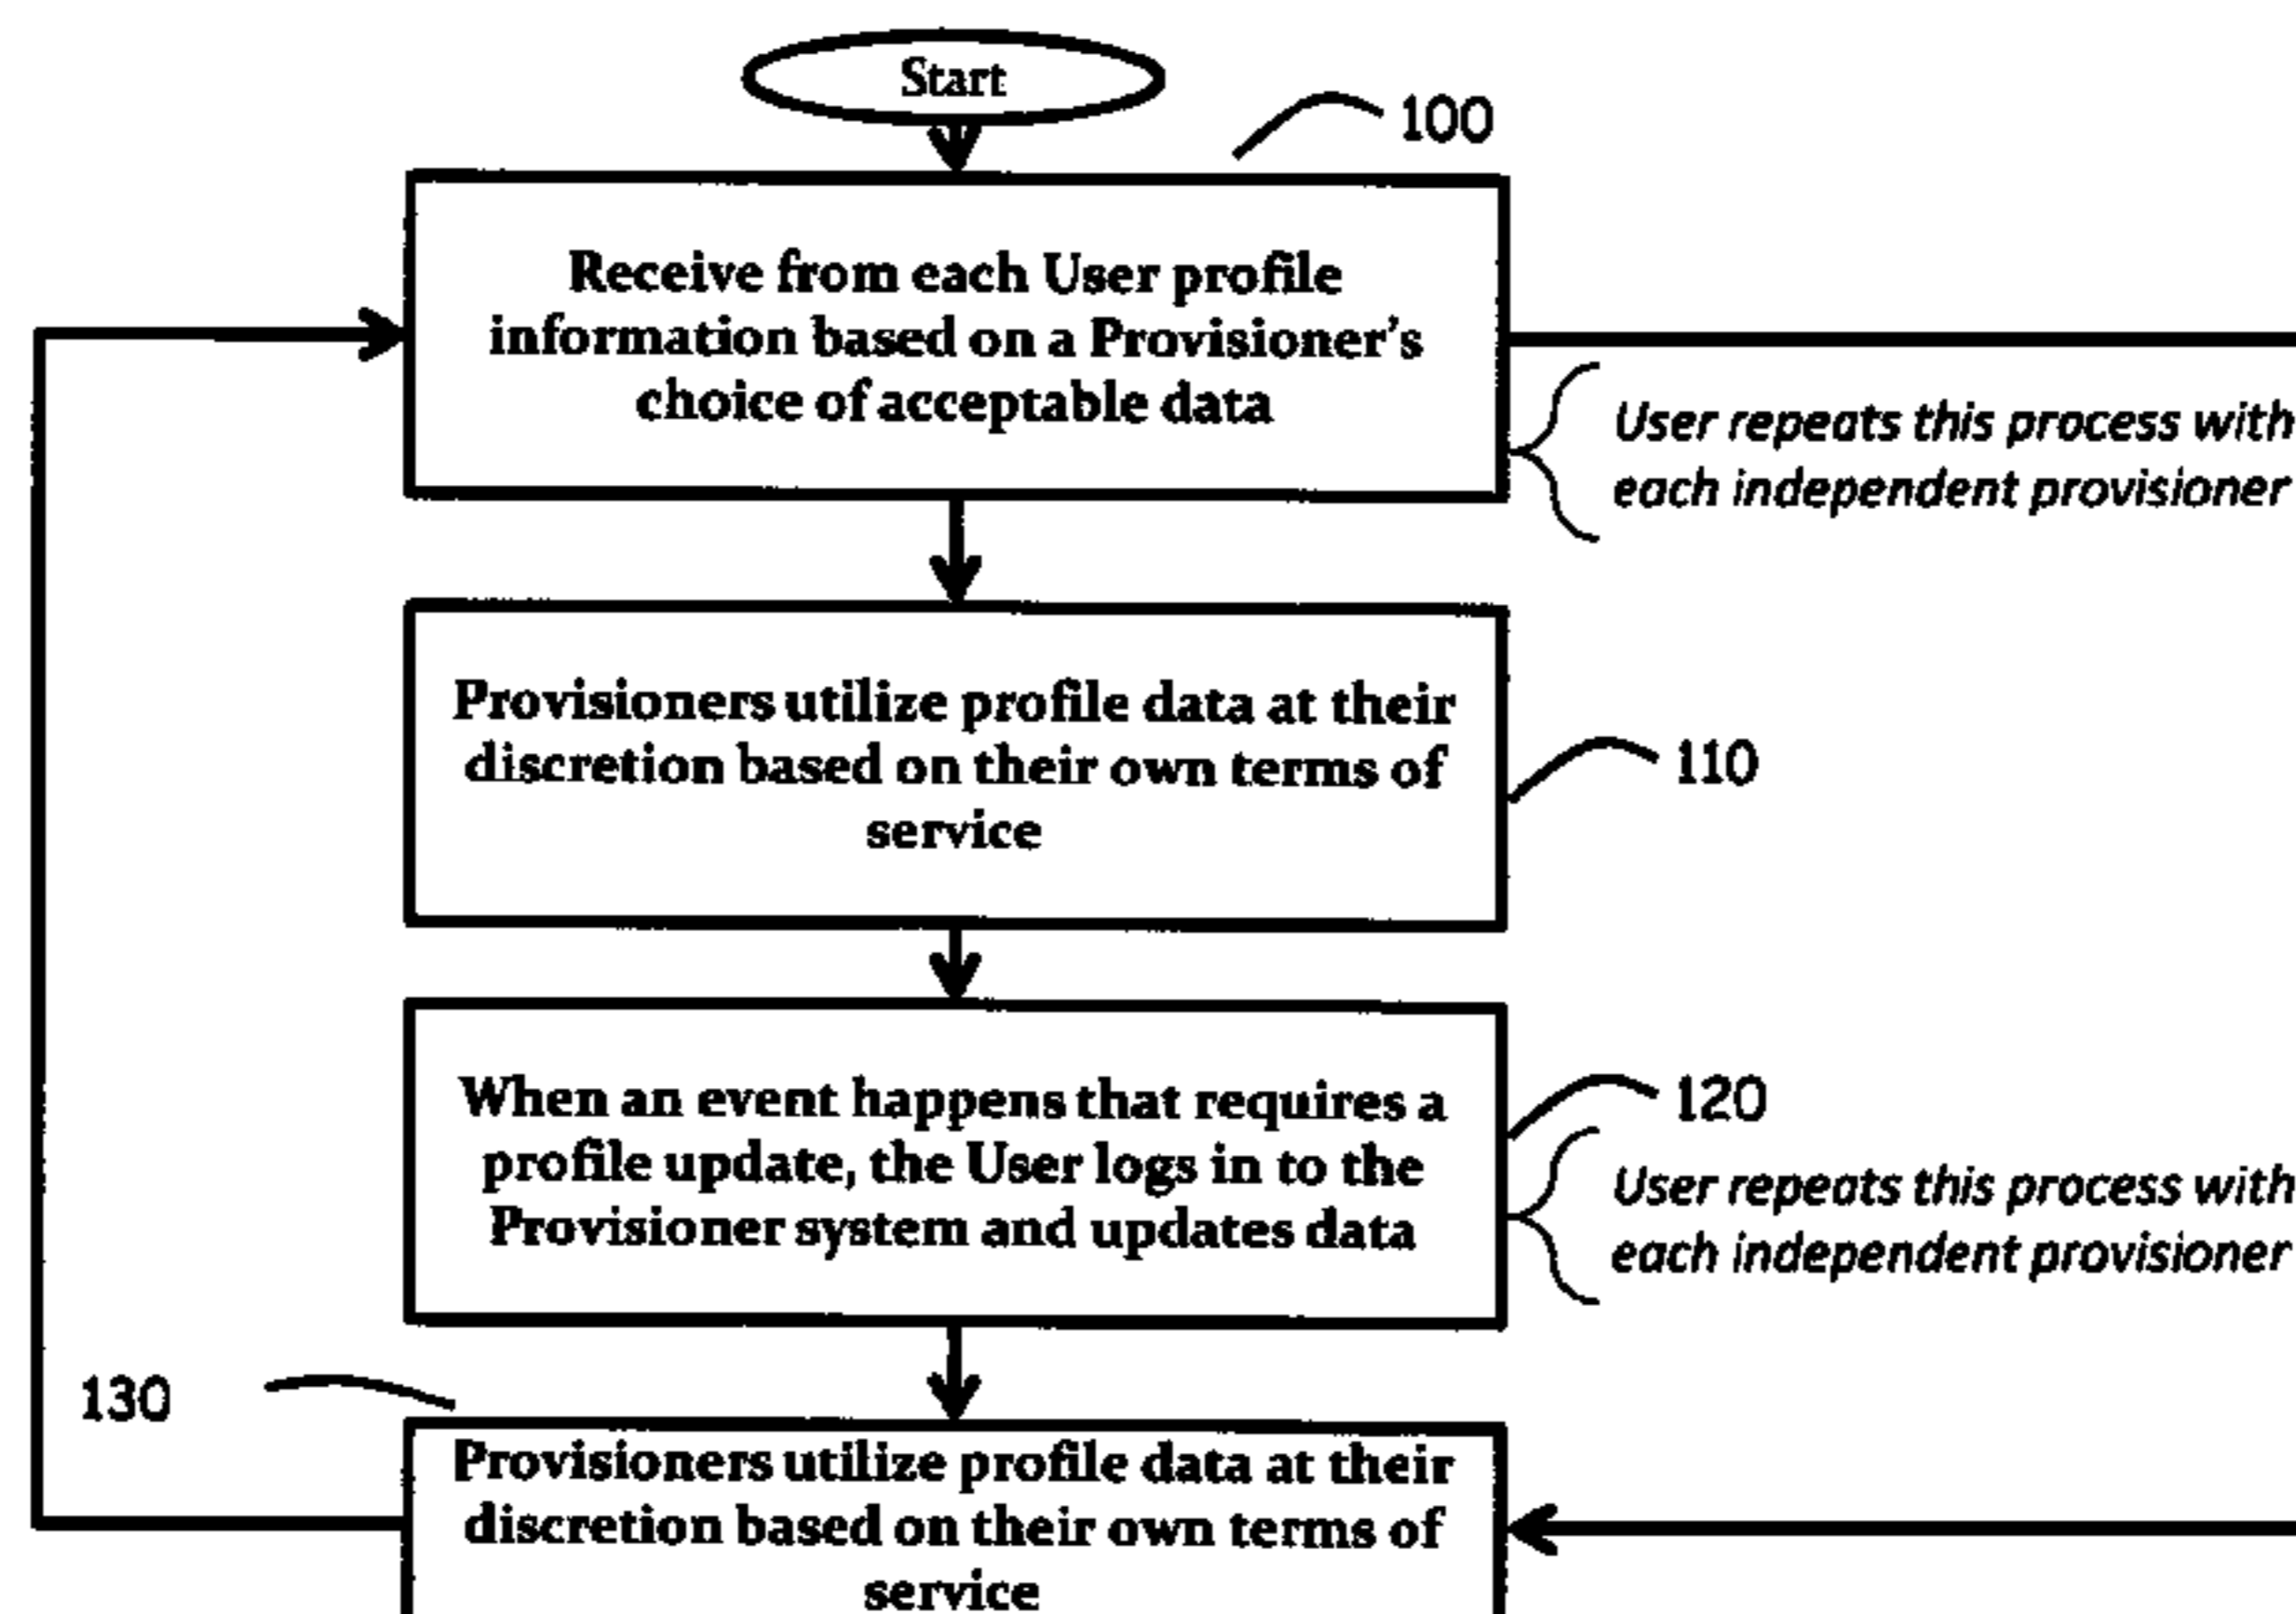 Start
100
Receive from each User profile
information based on a Provisioner's
choice of acceptable data
User repeats this process with
each independent provisioner
Provisioners utilize profile data at their
discretion based on their own terms of
service
110
When an event happens that requires a
profile update, the User logs in to the
Provisioner system and updates data
120
User repeats this process with
each independent provisioner
130
Provisioners utilize profile data at their
discretion based on their own terms of
service